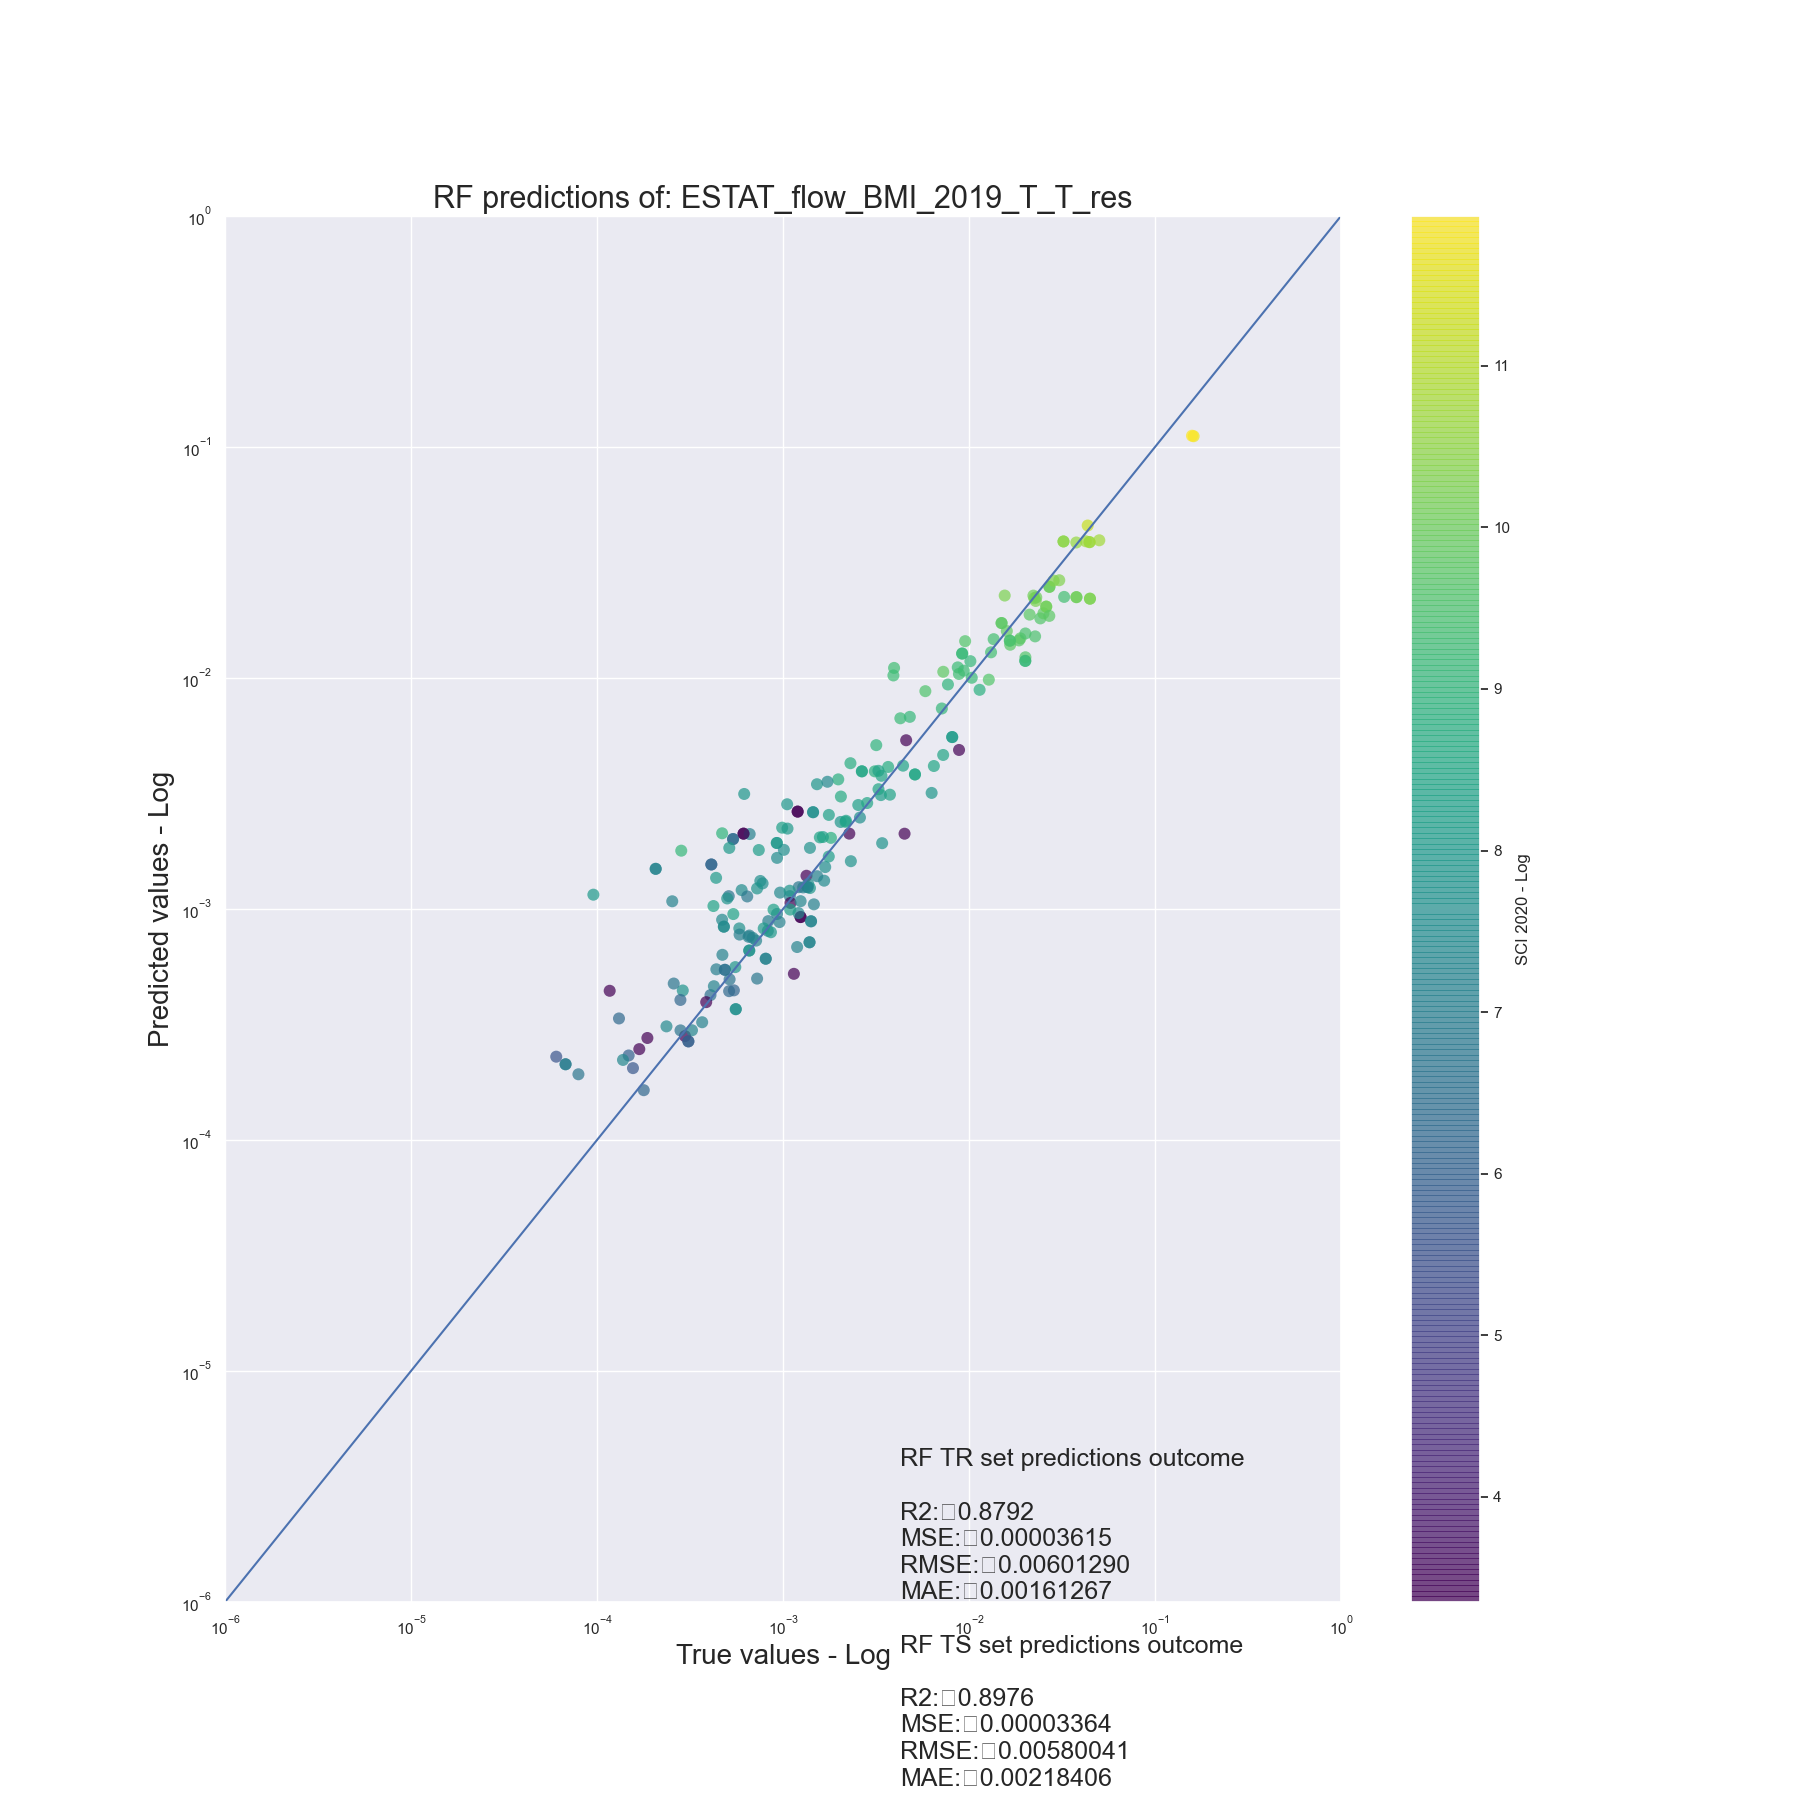 RF predictions of: ESTAT_flow_BMI_2019_T_T_res
10⁰
10⁻¹
10⁻²
10⁻³
10⁻⁴
10⁻⁵
10⁻⁶
Predicted values - Log
10⁻⁶ 10⁻⁵ 10⁻⁴ 10⁻³ 10⁻² 10⁻¹ 10⁰
True values - Log
11
10
9
8
7
6
5
4
SCI 2020 - Log
RF TR set predictions outcome
R2:□0.8792
MSE:□0.00003615
RMSE:□0.00601290
MAE:□0.00161267
RF TS set predictions outcome
R2:□0.8976
MSE:□0.00003364
RMSE:□0.00580041
MAE:□0.00218406